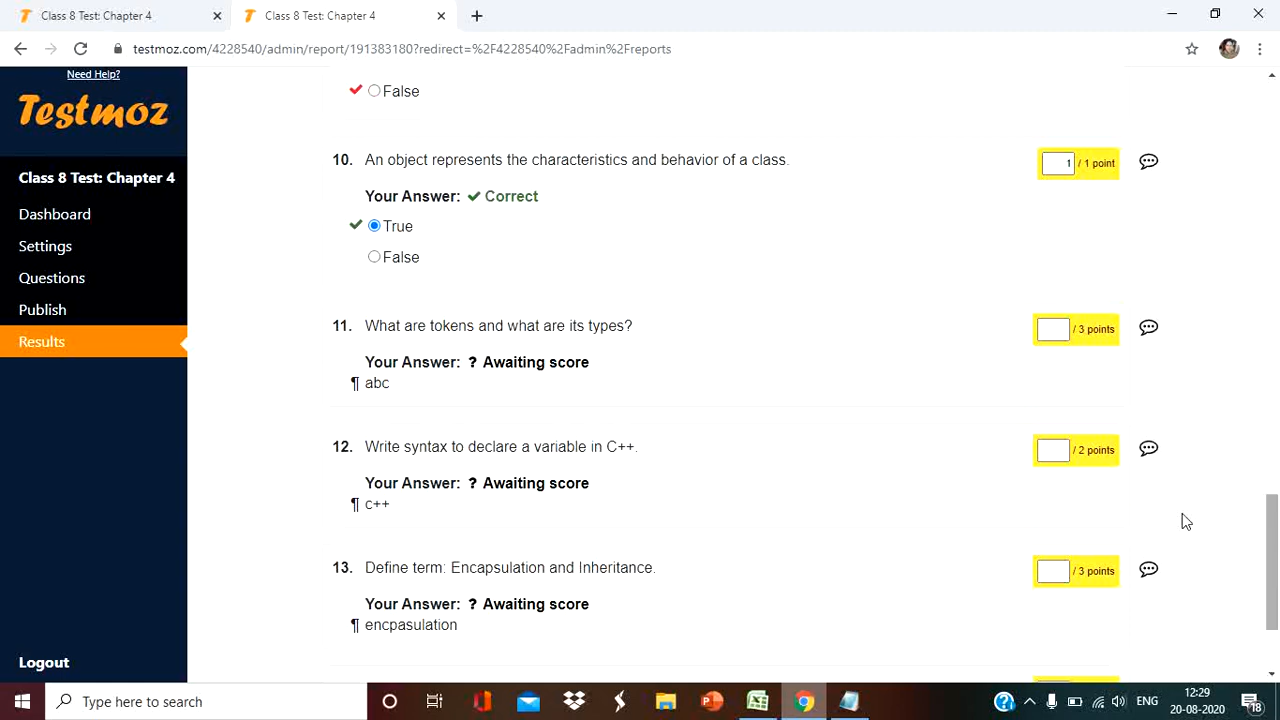 Class 8 Test: Chapter 4
Class 8 Test: Chapter 4
testmoz.com/4228540/admin/report/191383180?redirect=%2F4228540%2Fadmin%2Freports
Need Help?
Testmoz
Class 8 Test: Chapter 4
Dashboard
Settings
Questions
Publish
Results
Logout
False
10. An object represents the characteristics and behavior of a class.
1 / 1 point
Your Answer: ✔ Correct
True
False
11. What are tokens and what are its types?
/ 3 points
Your Answer: ? Awaiting score
¶ abc
12. Write syntax to declare a variable in C++.
/ 2 points
Your Answer: ? Awaiting score
¶ c++
13. Define term: Encapsulation and Inheritance.
/ 3 points
Your Answer: ? Awaiting score
¶ encpasulation
Type here to search
ENG
12:29
20-08-2020
18